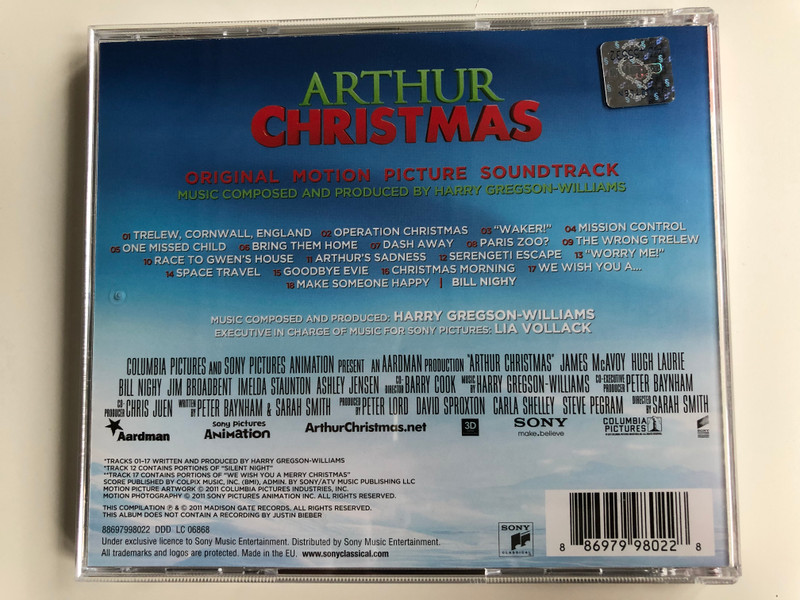 ARTHUR
CHRISTMAS
ORIGINAL MOTION PICTURE SOUNDTRACK
MUSIC COMPOSED AND PRODUCED BY HARRY GREGSON-WILLIAMS
01 TRELEW, CORNWALL, ENGLAND 02 OPERATION CHRISTMAS 03 "WAKER!" 04 MISSION CONTROL
05 ONE MISSED CHILD 06 BRING THEM HOME 07 DASH AWAY 08 PARIS ZOO? 09 THE WRONG TRELEW
10 RACE TO GWEN'S HOUSE 11 ARTHUR'S SADNESS 12 SERENGETI ESCAPE 13 "WORRY ME!"
14 SPACE TRAVEL 15 GOODBYE EVIE 16 CHRISTMAS MORNING 17 WE WISH YOU A...
18 MAKE SOMEONE HAPPY | BILL NIGHY
MUSIC COMPOSED AND PRODUCED: HARRY GREGSON-WILLIAMS
EXECUTIVE IN CHARGE OF MUSIC FOR SONY PICTURES: LIA VOLLACK
COLUMBIA PICTURES AND SONY PICTURES ANIMATION PRESENT AN AARDMAN PRODUCTION "ARTHUR CHRISTMAS" JAMES McAVOY HUGH LAURIE
BILL NIGHY JIM BROADBENT IMELDA STAUNTON ASHLEY JENSEN CO-DIRECTOR BARRY COOK MUSIC BY HARRY GREGSON-WILLIAMS CO-EXECUTIVE PRODUCER PETER BAYNHAM
CO-PRODUCER CHRIS JUEN WRITTEN BY PETER BAYNHAM & SARAH SMITH PRODUCED BY PETER LORD DAVID SPROXTON CARLA SHELLEY STEVE PEGRAM DIRECTED BY SARAH SMITH
Aardman SONY PICTURES ANIMATION ArthurChristmas.net 3D SONY make.believe COLUMBIA PICTURES
*TRACKS 01-17 WRITTEN AND PRODUCED BY HARRY GREGSON-WILLIAMS
*TRACK 12 CONTAINS PORTIONS OF "SILENT NIGHT"
**TRACK 17 CONTAINS PORTIONS OF "WE WISH YOU A MERRY CHRISTMAS"
SCORE PUBLISHED BY COLPIX MUSIC, INC. (BMI), ADMIN. BY SONY/ATV MUSIC PUBLISHING LLC
MOTION PICTURE ARTWORK © 2011 COLUMBIA PICTURES INDUSTRIES, INC.
MOTION PHOTOGRAPHY © 2011 SONY PICTURES ANIMATION INC. ALL RIGHTS RESERVED.
THIS COMPILATION ℗ & © 2011 MADISON GATE RECORDS, ALL RIGHTS RESERVED.
THIS ALBUM DOES NOT CONTAIN A RECORDING BY JUSTIN BIEBER
88697998022 DDD LC 06868
Under exclusive licence to Sony Music Entertainment. Distributed by Sony Music Entertainment.
All trademarks and logos are protected. Made in the EU. www.sonyclassical.com
SONY
CLASSICAL
8 86979 98022 8